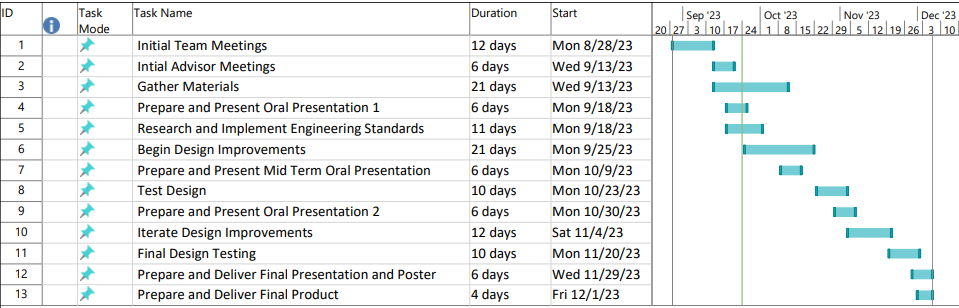 ID Task Mode Task Name Duration Start Sep '23 Oct '23 Nov '23 Dec '23
20 27 3 10 17 24 1 8 15 22 29 5 12 19 26 3 10
1 Initial Team Meetings 12 days Mon 8/28/23
2 Intial Advisor Meetings 6 days Wed 9/13/23
3 Gather Materials 21 days Wed 9/13/23
4 Prepare and Present Oral Presentation 1 6 days Mon 9/18/23
5 Research and Implement Engineering Standards 11 days Mon 9/18/23
6 Begin Design Improvements 21 days Mon 9/25/23
7 Prepare and Present Mid Term Oral Presentation 6 days Mon 10/9/23
8 Test Design 10 days Mon 10/23/23
9 Prepare and Present Oral Presentation 2 6 days Mon 10/30/23
10 Iterate Design Improvements 12 days Sat 11/4/23
11 Final Design Testing 10 days Mon 11/20/23
12 Prepare and Deliver Final Presentation and Poster 6 days Wed 11/29/23
13 Prepare and Deliver Final Product 4 days Fri 12/1/23